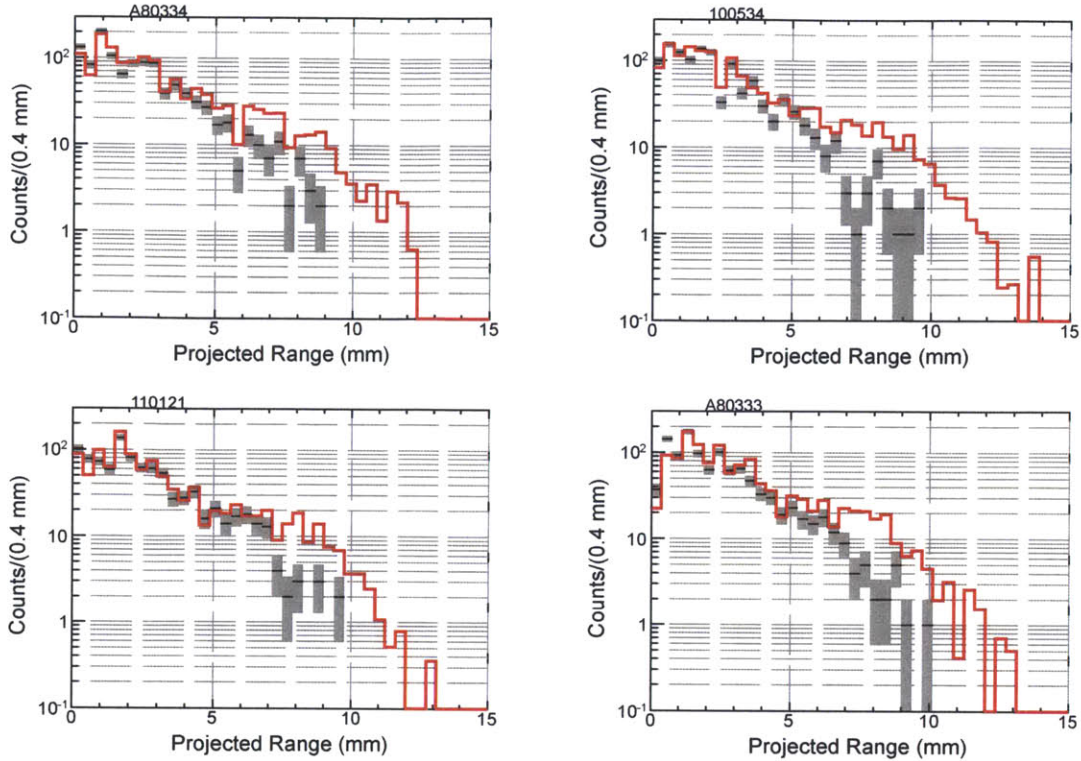 A80334
Counts/(0.4 mm)
10²
10
1
10⁻¹
0 5 10 15
Projected Range (mm)
100534
Counts/(0.4 mm)
10²
10
1
10⁻¹
0 5 10 15
Projected Range (mm)
110121
Counts/(0.4 mm)
10²
10
1
10⁻¹
0 5 10 15
Projected Range (mm)
A80333
Counts/(0.4 mm)
10²
10
1
10⁻¹
0 5 10 15
Projected Range (mm)